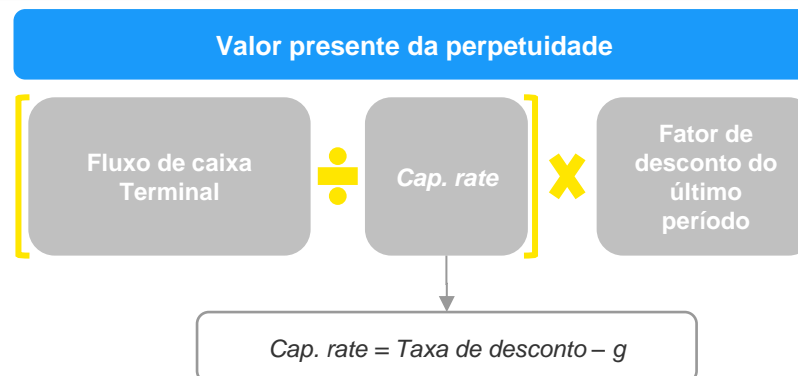 Valor presente da perpetuidade
Fluxo de caixa
Terminal
÷
Cap. rate
x
Fator de
desconto do
último
período
Cap. rate = Taxa de desconto – g